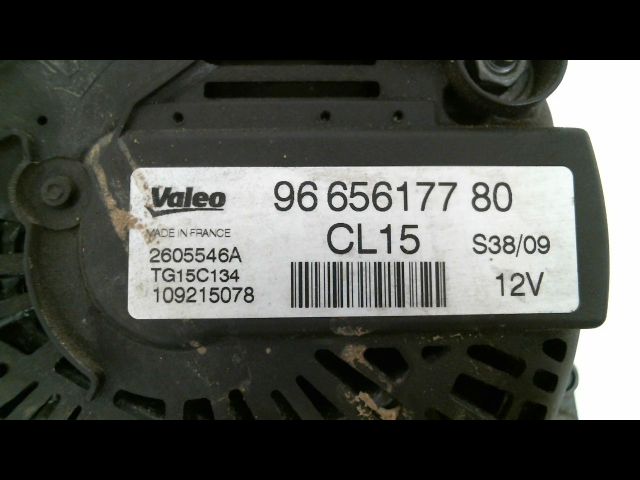 Valeo
MADE IN FRANCE
2605546A
TG15C134
109215078
96 656177 80
CL15
S38/09
12V